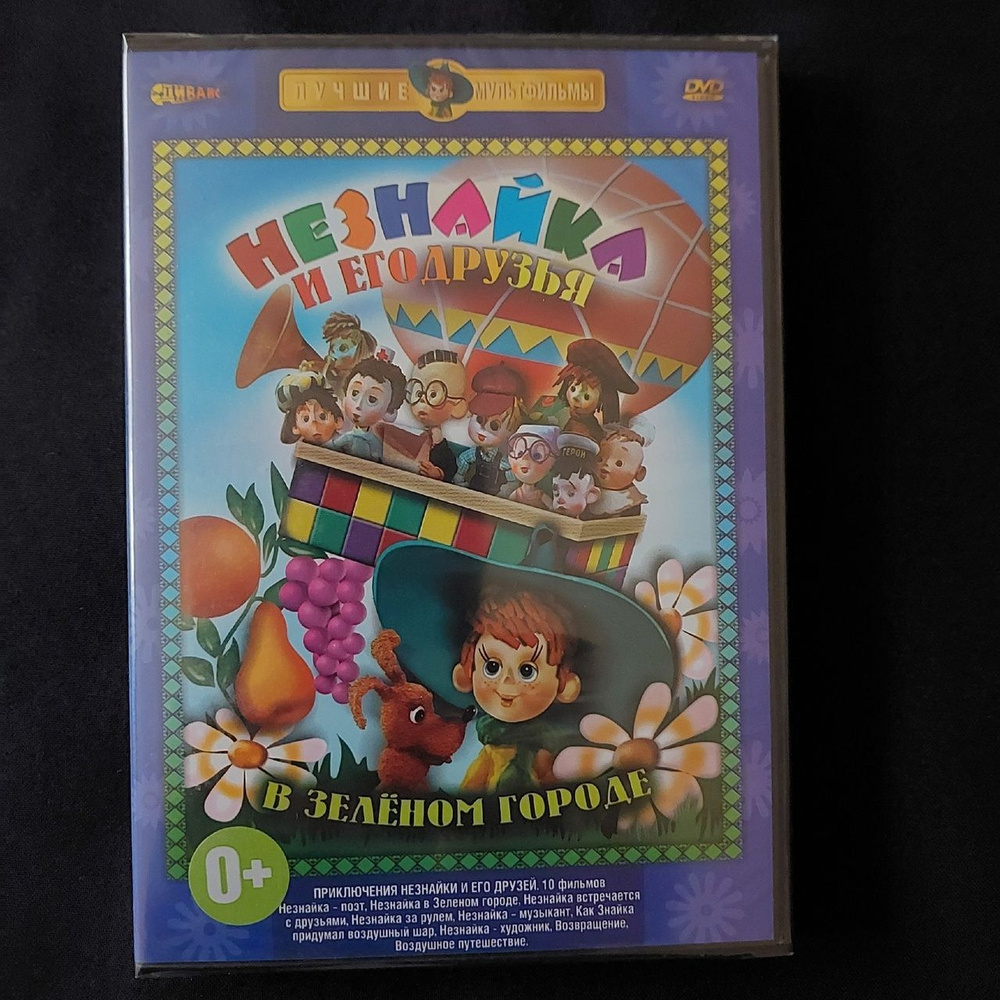 ДИВАЙС
ЛУЧШИЕ МУЛЬТФИЛЬМЫ
DVD
НЕЗНАЙКА
И ЕГО ДРУЗЬЯ
ГЕРОЙ
В ЗЕЛЁНОМ ГОРОДЕ
0+
ПРИКЛЮЧЕНИЯ НЕЗНАЙКИ И ЕГО ДРУЗЕЙ. 10 фильмов
Незнайка - поэт, Незнайка в Зеленом городе, Незнайка встречается
с друзьями, Незнайка за рулем, Незнайка - музыкант, Как Знайка
придумал воздушный шар, Незнайка - художник, Возвращение,
Воздушное путешествие.